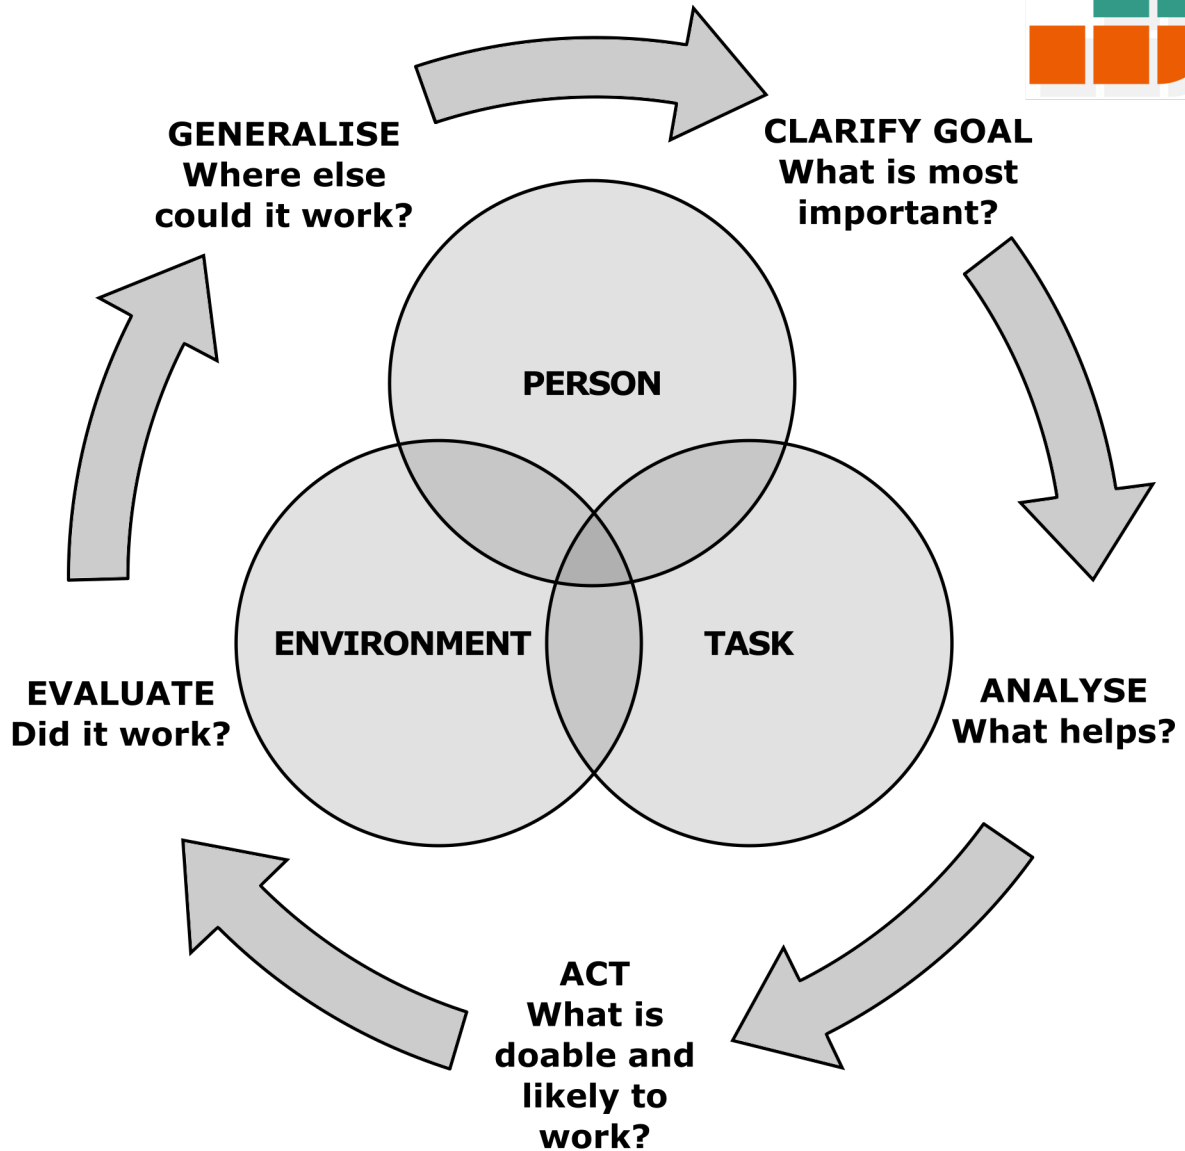 GENERALISE
Where else
could it work?
CLARIFY GOAL
What is most
important?
PERSON
ENVIRONMENT
TASK
EVALUATE
Did it work?
ANALYSE
What helps?
ACT
What is
doable and
likely to
work?